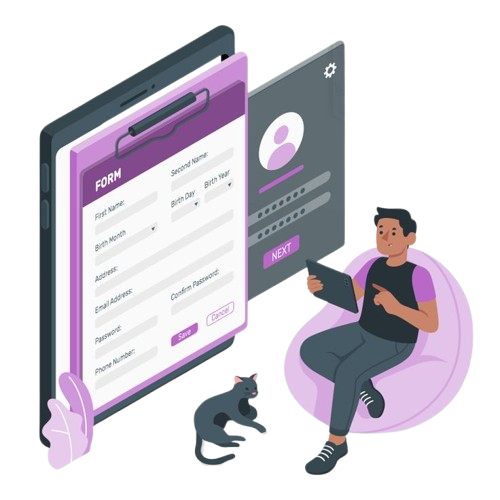 FORM
First Name:
Second Name:
Birth Month
Birth Day
Birth Year
Address:
Email Address:
Confirm Password:
Password:
Phone Number:
Save
Cancel
NEXT